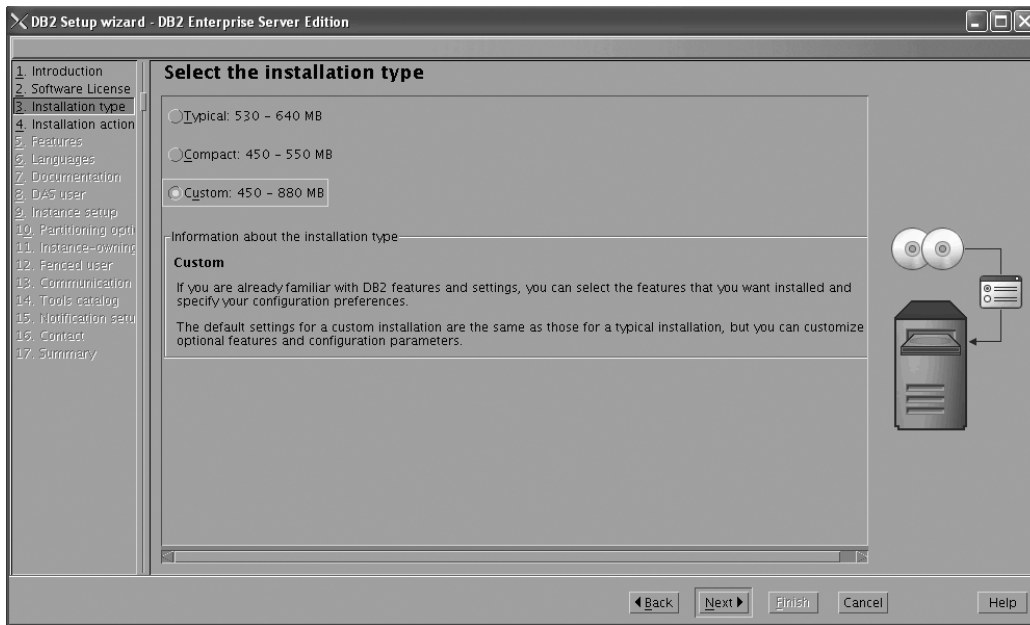 DB2 Setup wizard - DB2 Enterprise Server Edition
1. Introduction
2. Software License
3. Installation type
4. Installation action
5. Features
6. Languages
7. Documentation
8. DAS user
9. Instance setup
10. Partitioning opti
11. Instance-owning
12. Fenced user
13. Communication
14. Tools catalog
15. Notification setu
16. Contact
17. Summary
Select the installation type
Typical: 530 - 640 MB
Compact: 450 - 550 MB
Custom: 450 - 880 MB
Information about the installation type
Custom
If you are already familiar with DB2 features and settings, you can select the features that you want installed and
specify your configuration preferences.
The default settings for a custom installation are the same as those for a typical installation, but you can customize
optional features and configuration parameters.
Back
Next
Finish
Cancel
Help